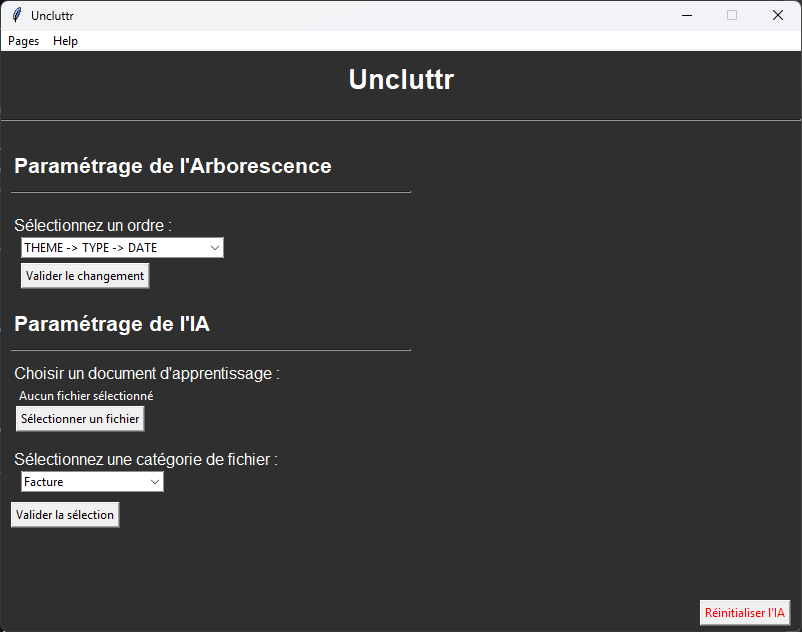 Uncluttr
Pages Help
Uncluttr
Paramétrage de l'Arborescence
Sélectionnez un ordre :
THEME -> TYPE -> DATE
Valider le changement
Paramétrage de l'IA
Choisir un document d'apprentissage :
Aucun fichier sélectionné
Sélectionner un fichier
Sélectionnez une catégorie de fichier :
Facture
Valider la sélection
Réinitialiser l'IA